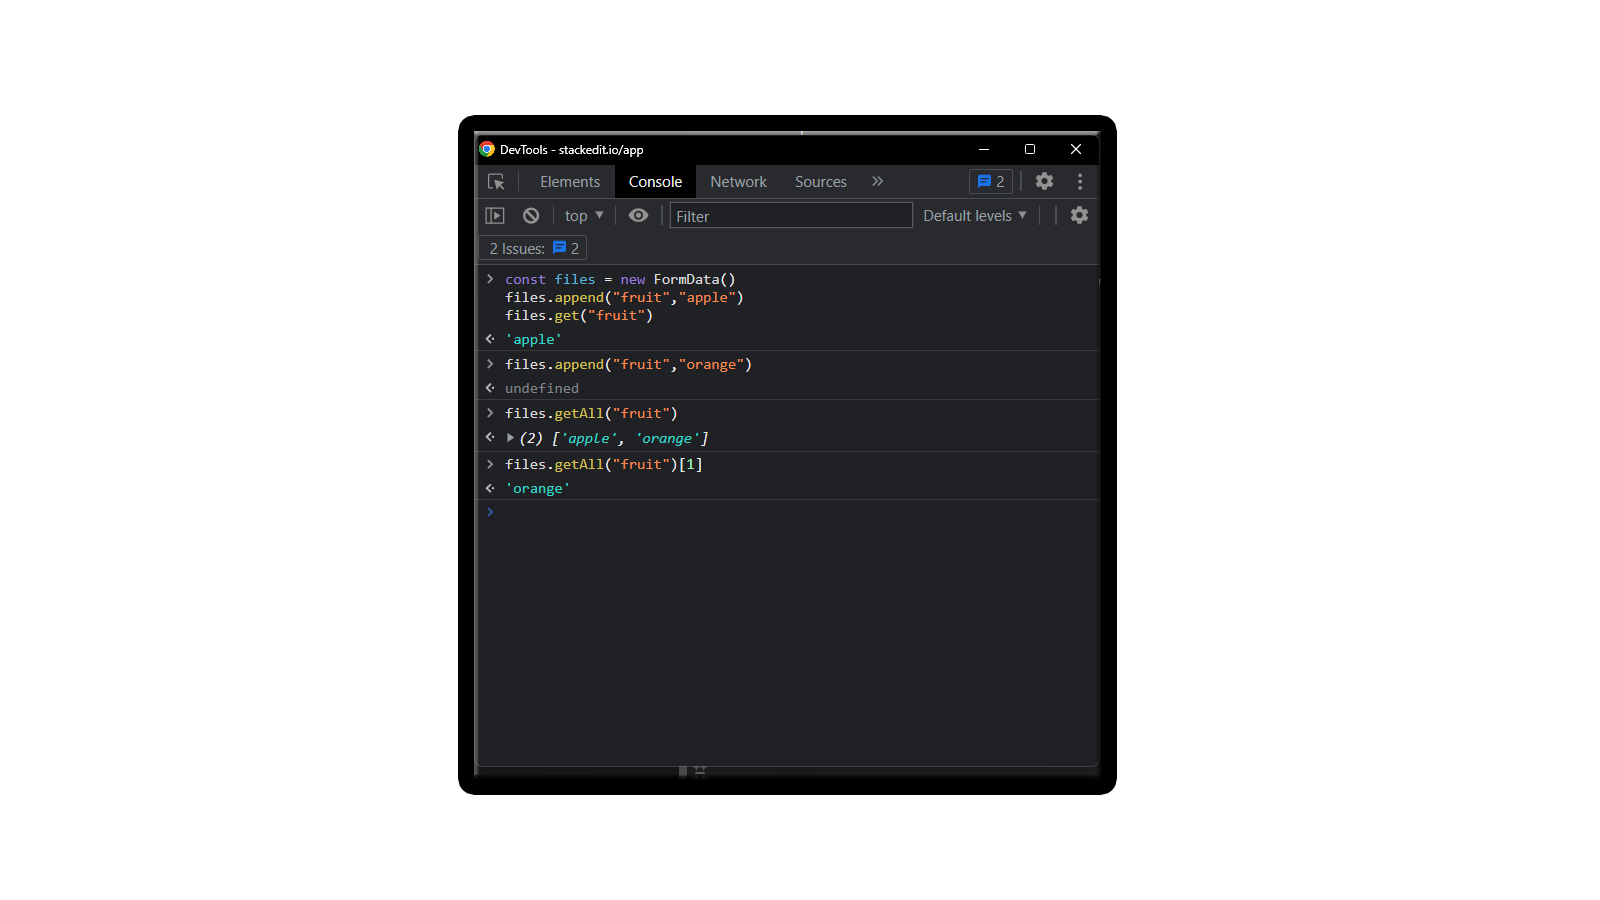 DevTools - stackedit.io/app
Elements Console Network Sources 2
top Filter Default levels
2 Issues: 2
const files = new FormData()
files.append("fruit","apple")
files.get("fruit")
'apple'
files.append("fruit","orange")
undefined
files.getAll("fruit")
(2) ['apple', 'orange']
files.getAll("fruit")[1]
'orange'